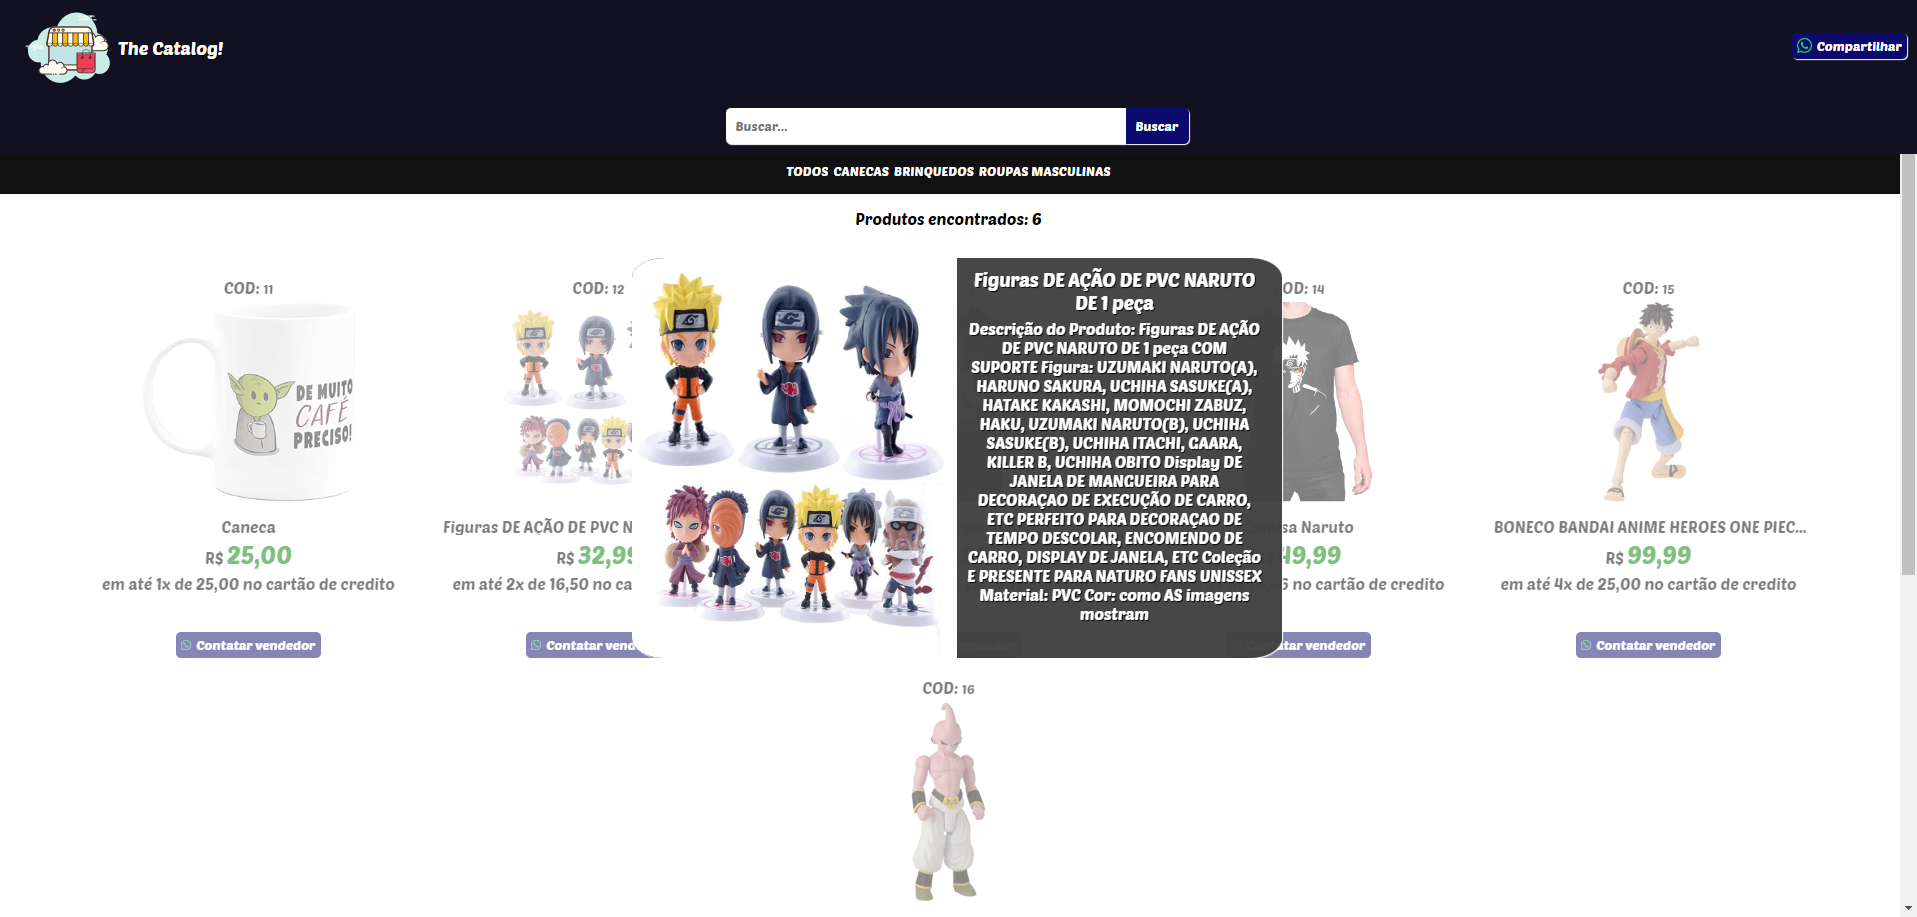 The Catalog!
Compartilhar
Buscar...
Buscar
TODOS CANECAS BRINQUEDOS ROUPAS MASCULINAS
Produtos encontrados: 6
COD: 11
DE MUITO
CAFÉ
PRECISO!
Caneca
R$ 25,00
em até 1x de 25,00 no cartão de credito
Contatar vendedor
COD: 12
Figuras DE AÇÃO DE PVC N
R$ 32,99
em até 2x de 16,50 no ca
Contatar vend
Figuras DE AÇÃO DE PVC NARUTO
DE 1 peça
Descrição do Produto: Figuras DE AÇÃO
DE PVC NARUTO DE 1 peça COM
SUPORTE Figura: UZUMAKI NARUTO(A),
HARUNO SAKURA, UCHIHA SASUKE(A),
HATAKE KAKASHI, MOMOCHI ZABUZ,
HAKU, UZUMAKI NARUTO(B), UCHIHA
SASUKE(B), UCHIHA ITACHI, GAARA,
KILLER B, UCHIHA OBITO Display DE
JANELA DE MANGUEIRA PARA
DECORAÇAO DE EXECUÇÃO DE CARRO,
ETC PERFEITO PARA DECORAÇAO DE
TEMPO DESCOLAR, ENCOMENDO DE
CARRO, DISPLAY DE JANELA, ETC Coleção
E PRESENTE PARA NATURO FANS UNISSEX
Material: PVC Cor: como AS imagens
mostram
OD: 14
sa Naruto
49,99
6 no cartão de credito
tar vendedor
COD: 15
BONECO BANDAI ANIME HEROES ONE PIEC...
R$ 99,99
em até 4x de 25,00 no cartão de credito
Contatar vendedor
COD: 16